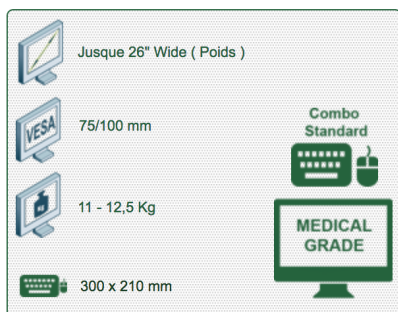 Jusque 26" Wide ( Poids )
VESA
75/100 mm
KG
11 - 12,5 Kg
300 x 210 mm
Combo
Standard
MEDICAL
GRADE